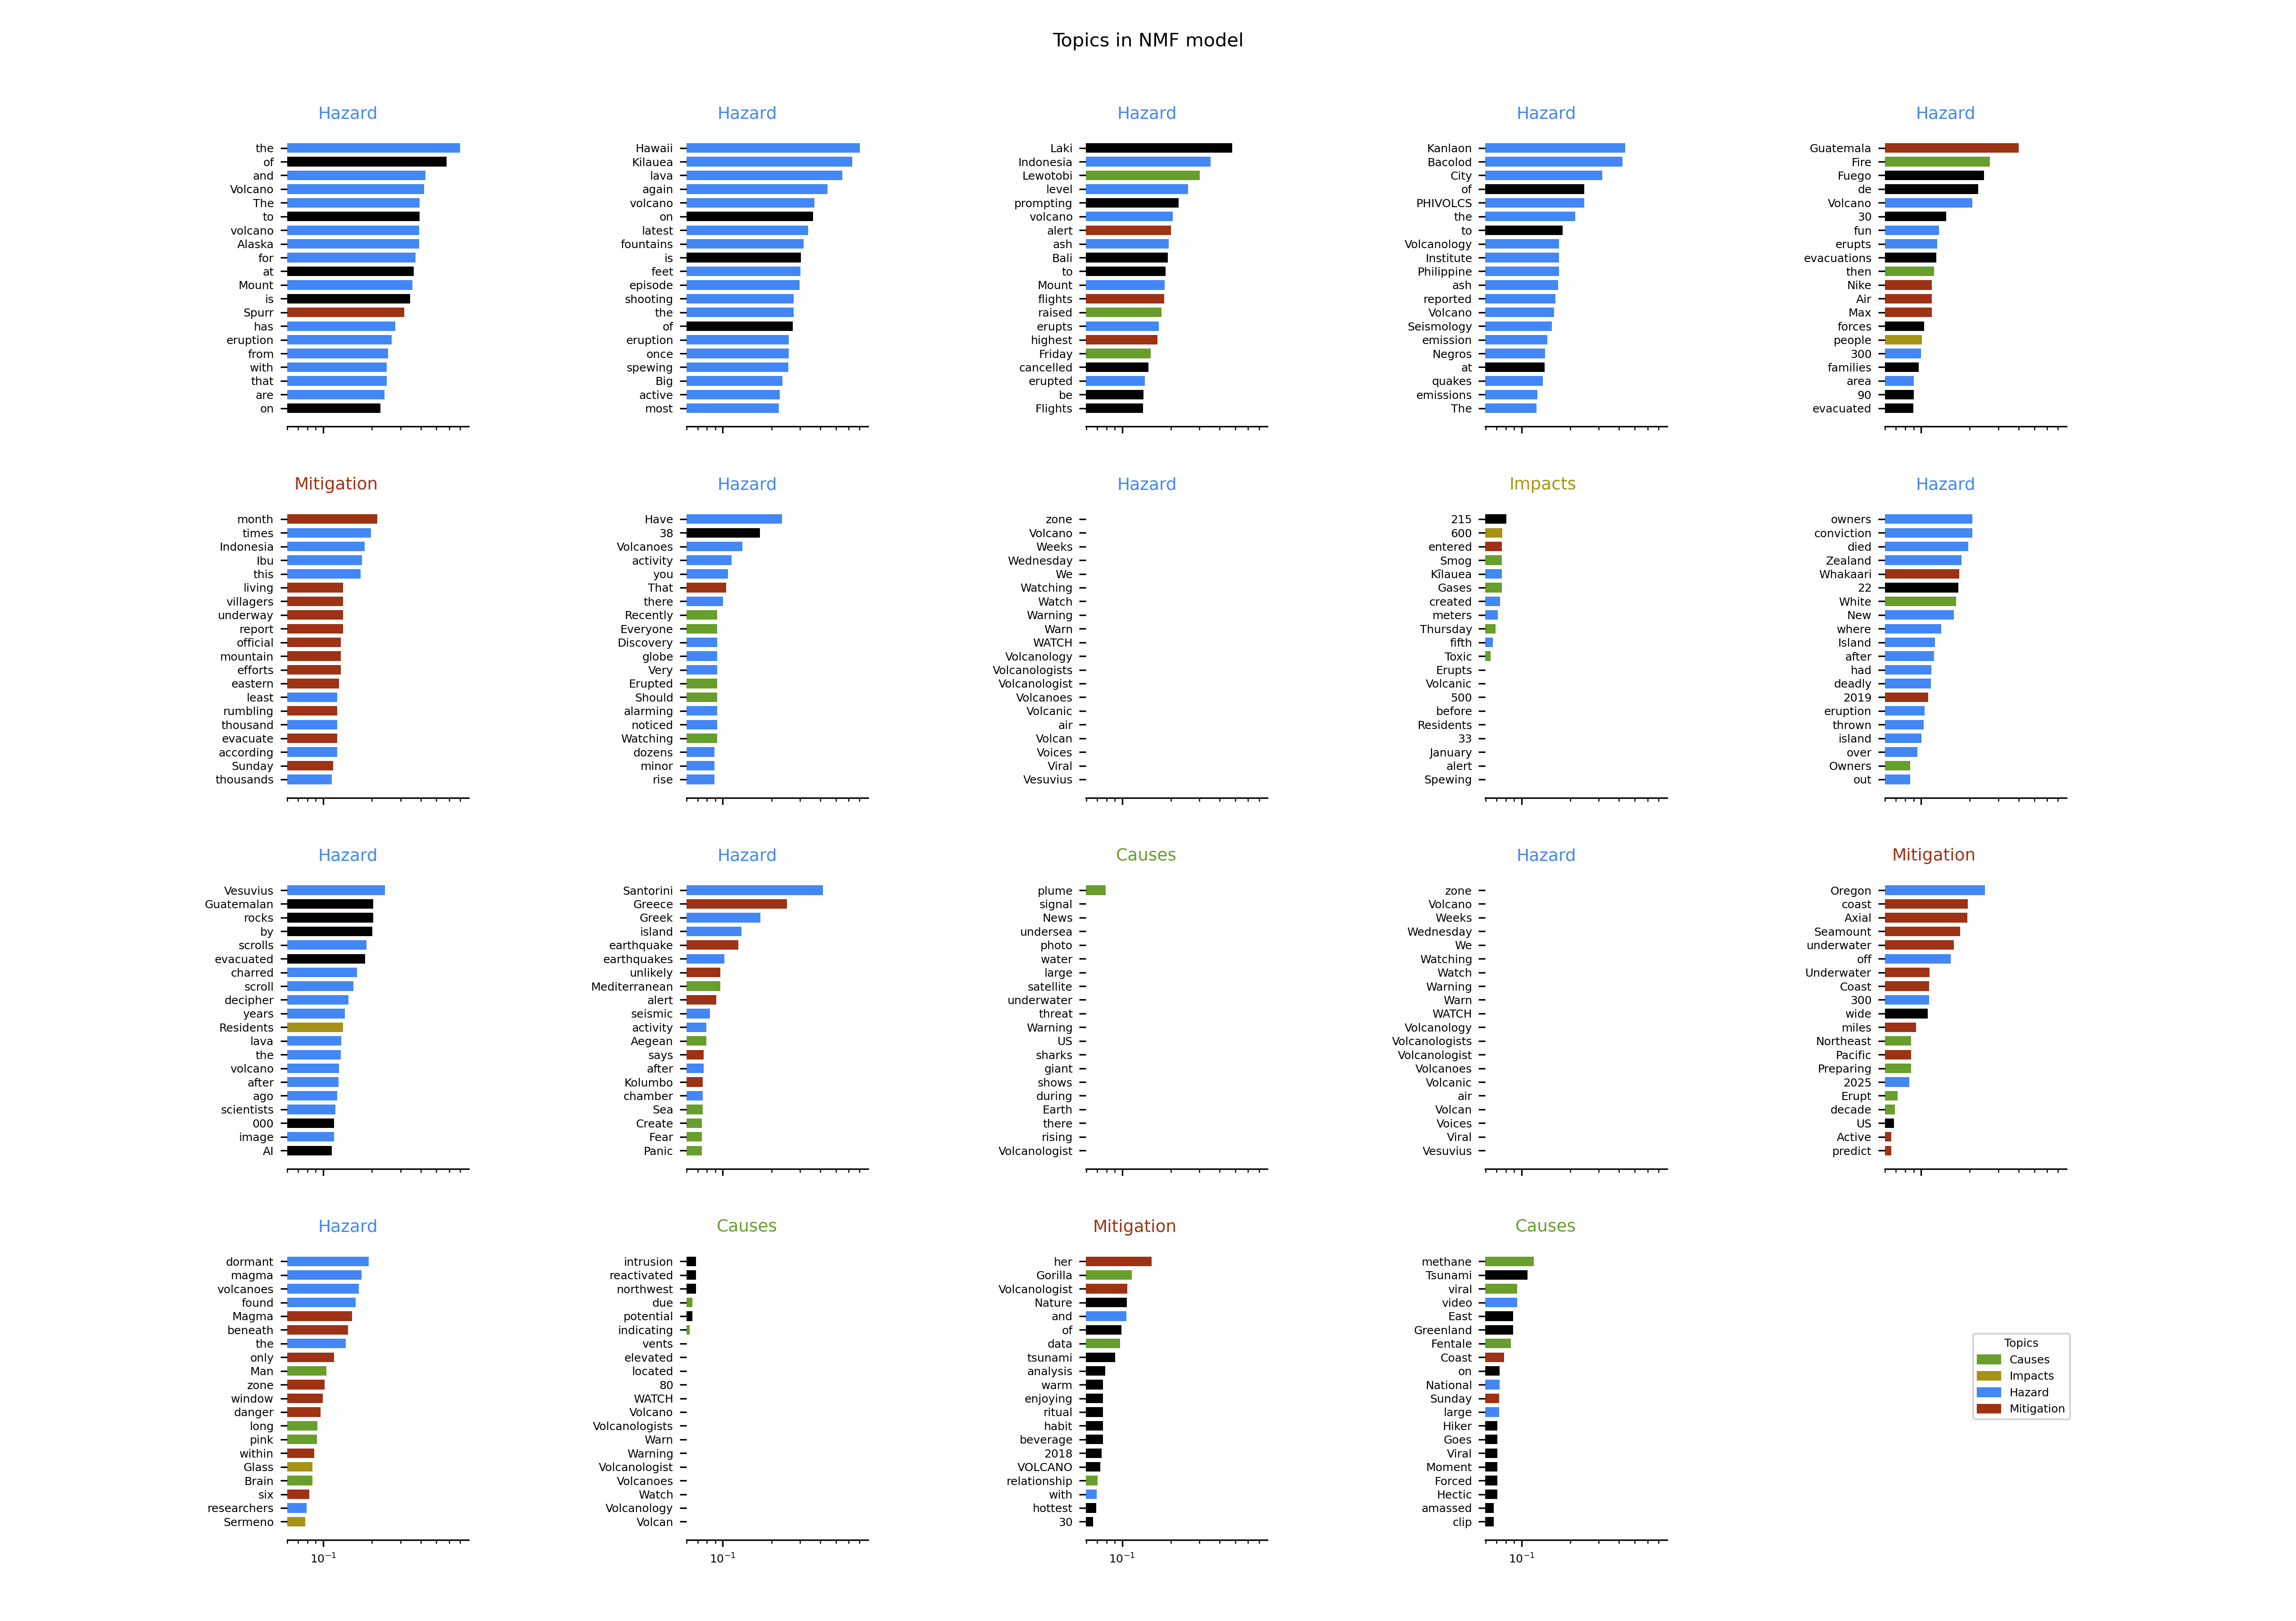 Topics in NMF model
Hazard
the
of
and
Volcano
The
to
volcano
Alaska
for
at
Mount
is
Spurr
has
eruption
from
with
that
are
on
Hazard
Hawaii
Kilauea
lava
again
volcano
on
latest
fountains
is
feet
episode
shooting
the
of
eruption
once
spewing
Big
active
most
Hazard
Laki
Indonesia
Lewotobi
level
prompting
volcano
alert
ash
Bali
to
Mount
flights
raised
erupts
highest
Friday
cancelled
erupted
be
Flights
Hazard
Kanlaon
Bacolod
City
of
PHIVOLCS
the
to
Volcanology
Institute
Philippine
ash
reported
Volcano
Seismology
emission
Negros
at
quakes
emissions
The
Hazard
Guatemala
Fire
Fuego
de
Volcano
30
fun
erupts
evacuations
then
Nike
Air
Max
forces
people
300
families
area
90
evacuated
Mitigation
month
times
Indonesia
Ibu
this
living
villagers
underway
report
official
mountain
efforts
eastern
least
rumbling
thousand
evacuate
according
Sunday
thousands
Hazard
Have
38
Volcanoes
activity
you
That
there
Recently
Everyone
Discovery
globe
Very
Erupted
Should
alarming
noticed
Watching
dozens
minor
rise
Hazard
zone
Volcano
Weeks
Wednesday
We
Watching
Watch
Warning
Warn
WATCH
Volcanology
Volcanologists
Volcanologist
Volcanoes
Volcanic
air
Volcan
Voices
Viral
Vesuvius
Impacts
215
600
entered
Smog
Kīlauea
Gases
created
meters
Thursday
fifth
Toxic
Erupts
Volcanic
500
before
Residents
33
January
alert
Spewing
Hazard
owners
conviction
died
Zealand
Whakaari
22
White
New
where
Island
after
had
deadly
2019
eruption
thrown
island
over
Owners
out
Hazard
Vesuvius
Guatemalan
rocks
by
scrolls
evacuated
charred
scroll
decipher
years
Residents
lava
the
volcano
after
ago
scientists
000
image
AI
Hazard
Santorini
Greece
Greek
island
earthquake
earthquakes
unlikely
Mediterranean
alert
seismic
activity
Aegean
says
after
Kolumbo
chamber
Sea
Create
Fear
Panic
Causes
plume
signal
News
undersea
photo
water
large
satellite
underwater
threat
Warning
US
sharks
giant
shows
during
Earth
there
rising
Volcanologist
Hazard
zone
Volcano
Weeks
Wednesday
We
Watching
Watch
Warning
Warn
WATCH
Volcanology
Volcanologists
Volcanologist
Volcanoes
Volcanic
air
Volcan
Voices
Viral
Vesuvius
Mitigation
Oregon
coast
Axial
Seamount
underwater
off
Underwater
Coast
300
wide
miles
Northeast
Pacific
Preparing
2025
Erupt
decade
US
Active
predict
Hazard
dormant
magma
volcanoes
found
Magma
beneath
the
only
Man
zone
window
danger
long
pink
within
Glass
Brain
six
researchers
Sermeno
10⁻¹
Causes
intrusion
reactivated
northwest
due
potential
indicating
vents
elevated
located
80
WATCH
Volcano
Volcanologists
Warn
Warning
Volcanologist
Volcanoes
Watch
Volcanology
Volcan
10⁻¹
Mitigation
her
Gorilla
Volcanologist
Nature
and
of
data
tsunami
analysis
warm
enjoying
ritual
habit
beverage
2018
VOLCANO
relationship
with
hottest
30
10⁻¹
Causes
methane
Tsunami
viral
video
East
Greenland
Fentale
Coast
on
National
Sunday
large
Hiker
Goes
Viral
Moment
Forced
Hectic
amassed
clip
10⁻¹
Topics
Causes
Impacts
Hazard
Mitigation